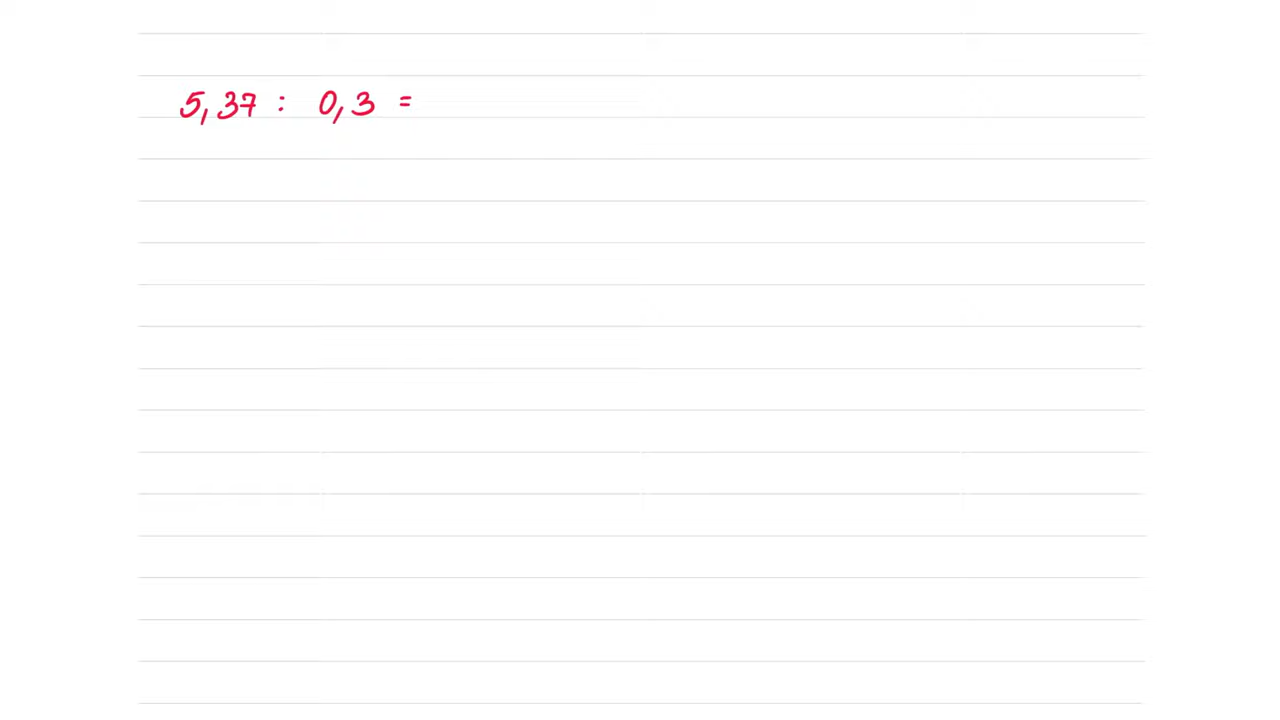 5,37 : 0,3 =